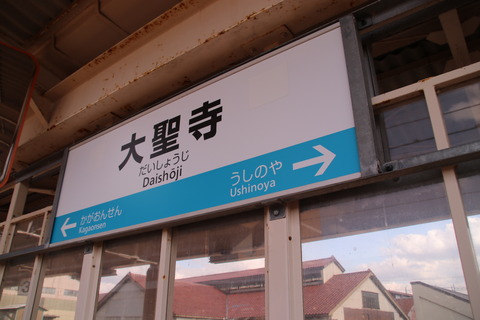 大聖寺
だいしょうじ
Daishōji
← かがおんせん
Kagaonsen
うしのや →
Ushinoya